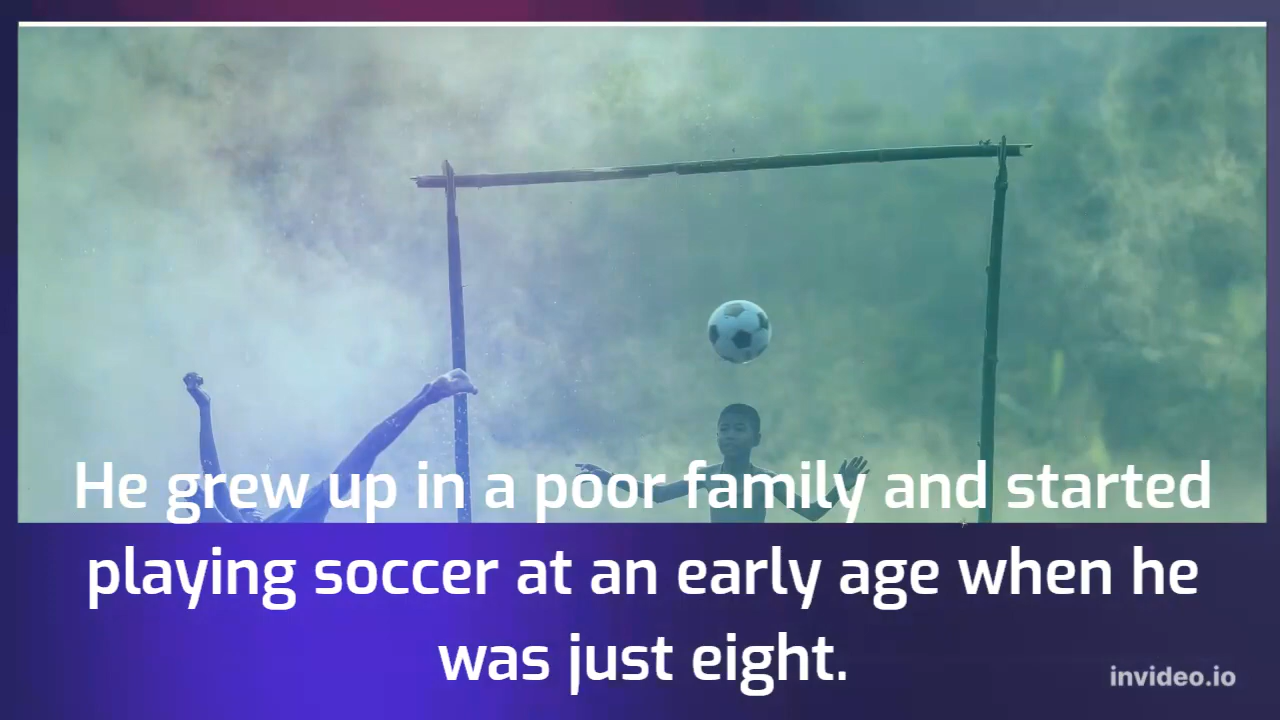 He grew up in a poor family and started
playing soccer at an early age when he
was just eight.
invideo.io